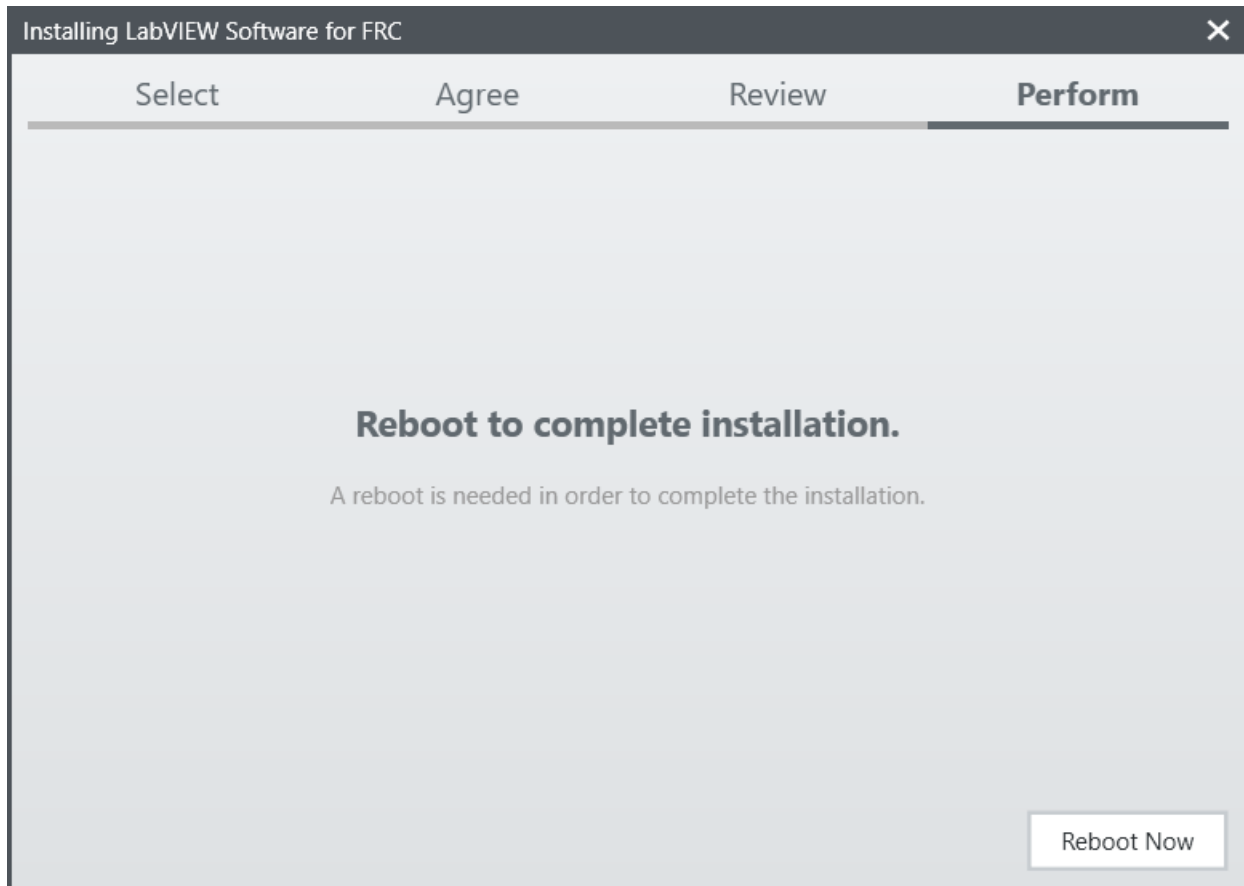 Installing LabVIEW Software for FRC
Select Agree Review Perform
Reboot to complete installation.
A reboot is needed in order to complete the installation.
Reboot Now